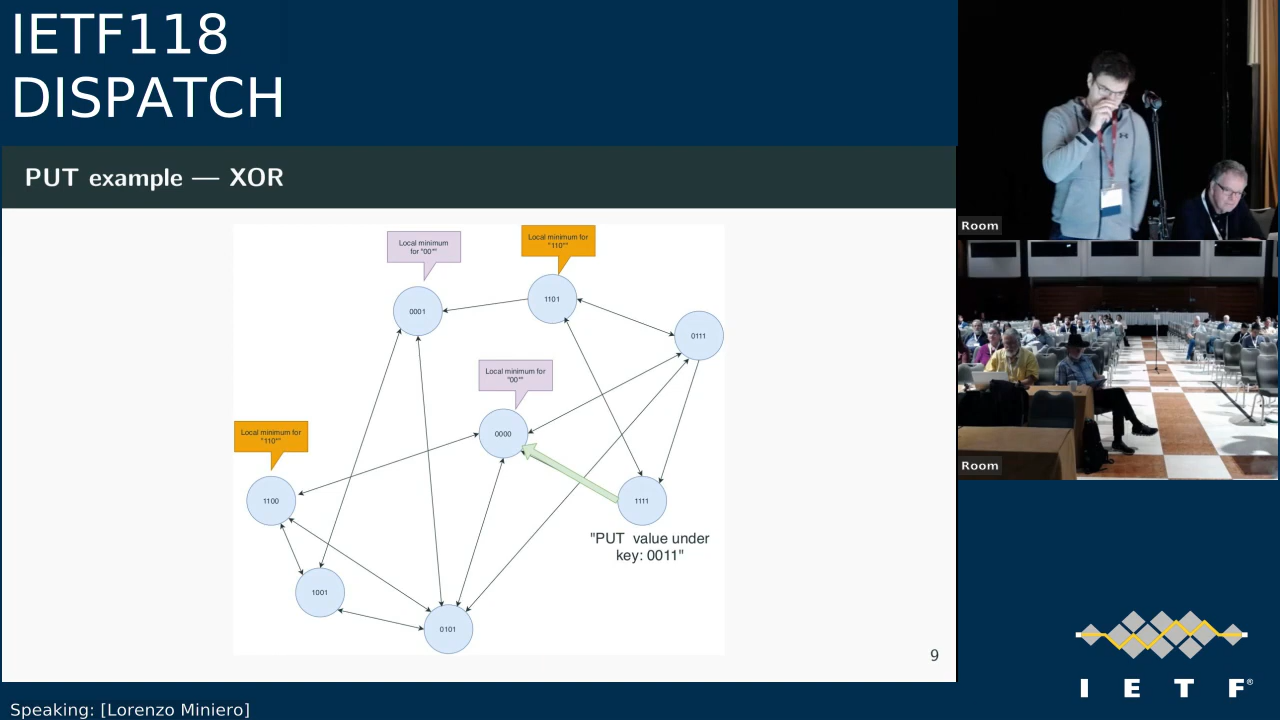 IETF118
DISPATCH
PUT example — XOR
Local minimum
for "00*"
Local minimum for
"110*"
0001
1101
0111
Local minimum for
"00*"
0000
Local minimum for
"110*"
1100
1111
"PUT value under
key: 0011"
1001
0101
9
Room
Room
I E T F®
Speaking: [Lorenzo Miniero]